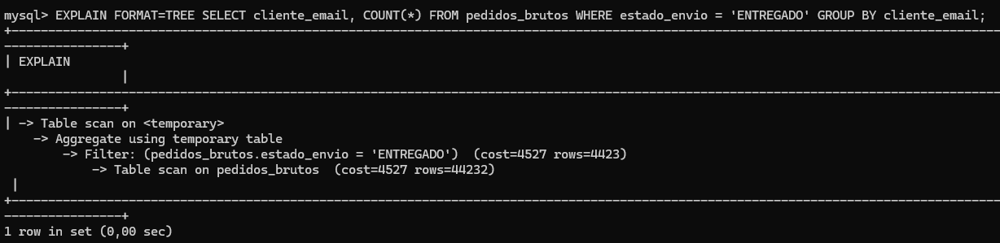 mysql> EXPLAIN FORMAT=TREE SELECT cliente_email, COUNT(*) FROM pedidos_brutos WHERE estado_envio = 'ENTREGADO' GROUP BY cliente_email;
+---------------------------------------------------------------------------------------------------------------------------------------
----------------+
| EXPLAIN
                |
+---------------------------------------------------------------------------------------------------------------------------------------
----------------+
| -> Table scan on <temporary>
    -> Aggregate using temporary table
        -> Filter: (pedidos_brutos.estado_envio = 'ENTREGADO')  (cost=4527 rows=4423)
            -> Table scan on pedidos_brutos  (cost=4527 rows=44232)
 |
+---------------------------------------------------------------------------------------------------------------------------------------
----------------+
1 row in set (0,00 sec)